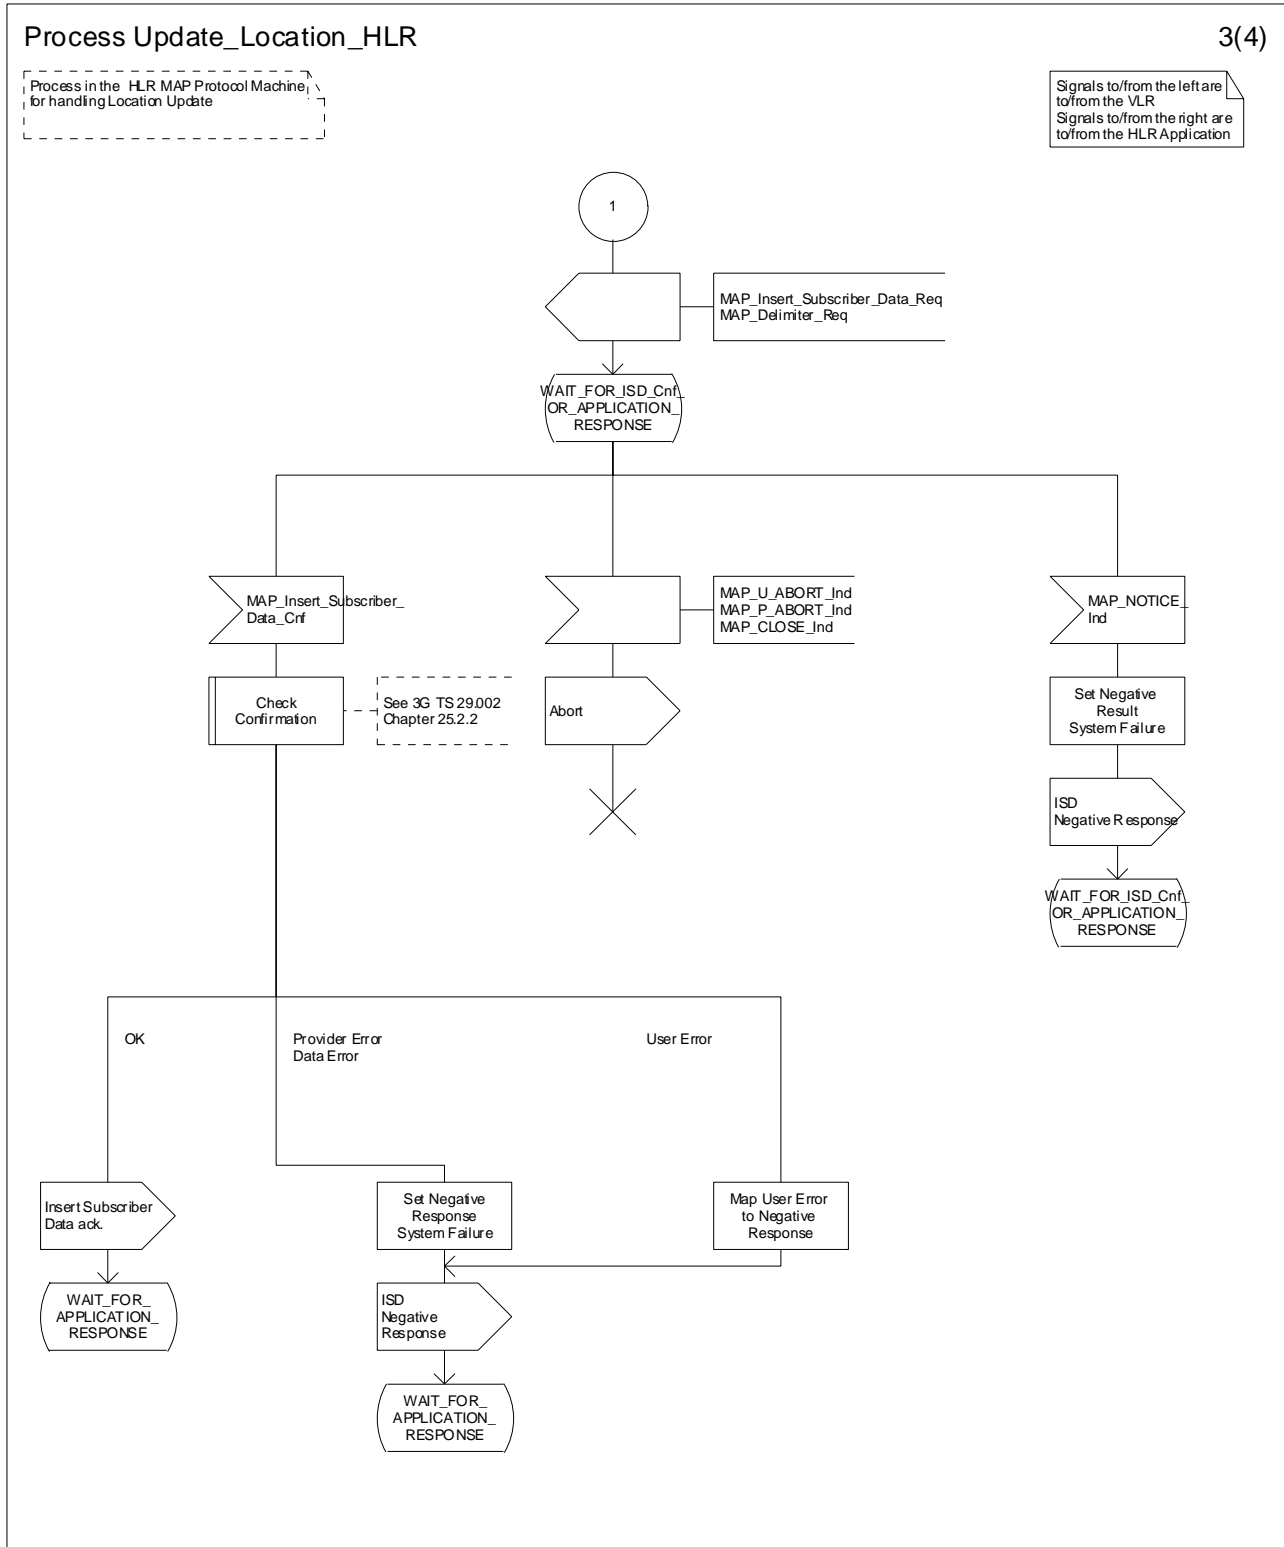 Process Update_Location_HLR
3(4)
Process in the HLR MAP Protocol Machine
for handling Location Update
Signals to/from the left are
to/from the VLR
Signals to/from the right are
to/from the HLR Application
1
MAP_Insert_Subscriber_Data_Req
MAP_Delimiter_Req
WAIT_FOR_ISD_Cnf_
OR_APPLICATION_
RESPONSE
MAP_Insert_Subscriber_
Data_Cnf
MAP_U_ABORT_Ind
MAP_P_ABORT_Ind
MAP_CLOSE_Ind
MAP_NOTICE_
Ind
Check
Confirmation
See 3G TS 29.002
Chapter 25.2.2
Abort
Set Negative
Result
System Failure
ISD
Negative Response
WAIT_FOR_ISD_Cnf_
OR_APPLICATION_
RESPONSE
OK
Provider Error
Data Error
User Error
Insert Subscriber
Data ack.
Set Negative
Response
System Failure
Map User Error
to Negative
Response
WAIT_FOR_
APPLICATION_
RESPONSE
ISD
Negative
Response
WAIT_FOR_
APPLICATION_
RESPONSE